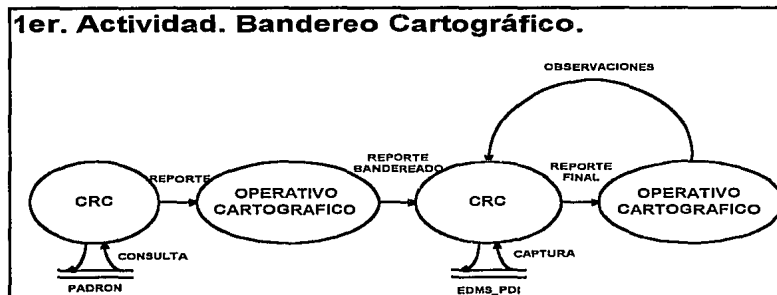 1er. Actividad. Bandereo Cartográfico.
OBSERVACIONES
CRC
REPORTE
OPERATIVO
CARTOGRAFICO
REPORTE
BANDEREADO
CRC
REPORTE
FINAL
OPERATIVO
CARTOGRAFICO
CONSULTA
PADRON
CAPTURA
EDMS_PDI